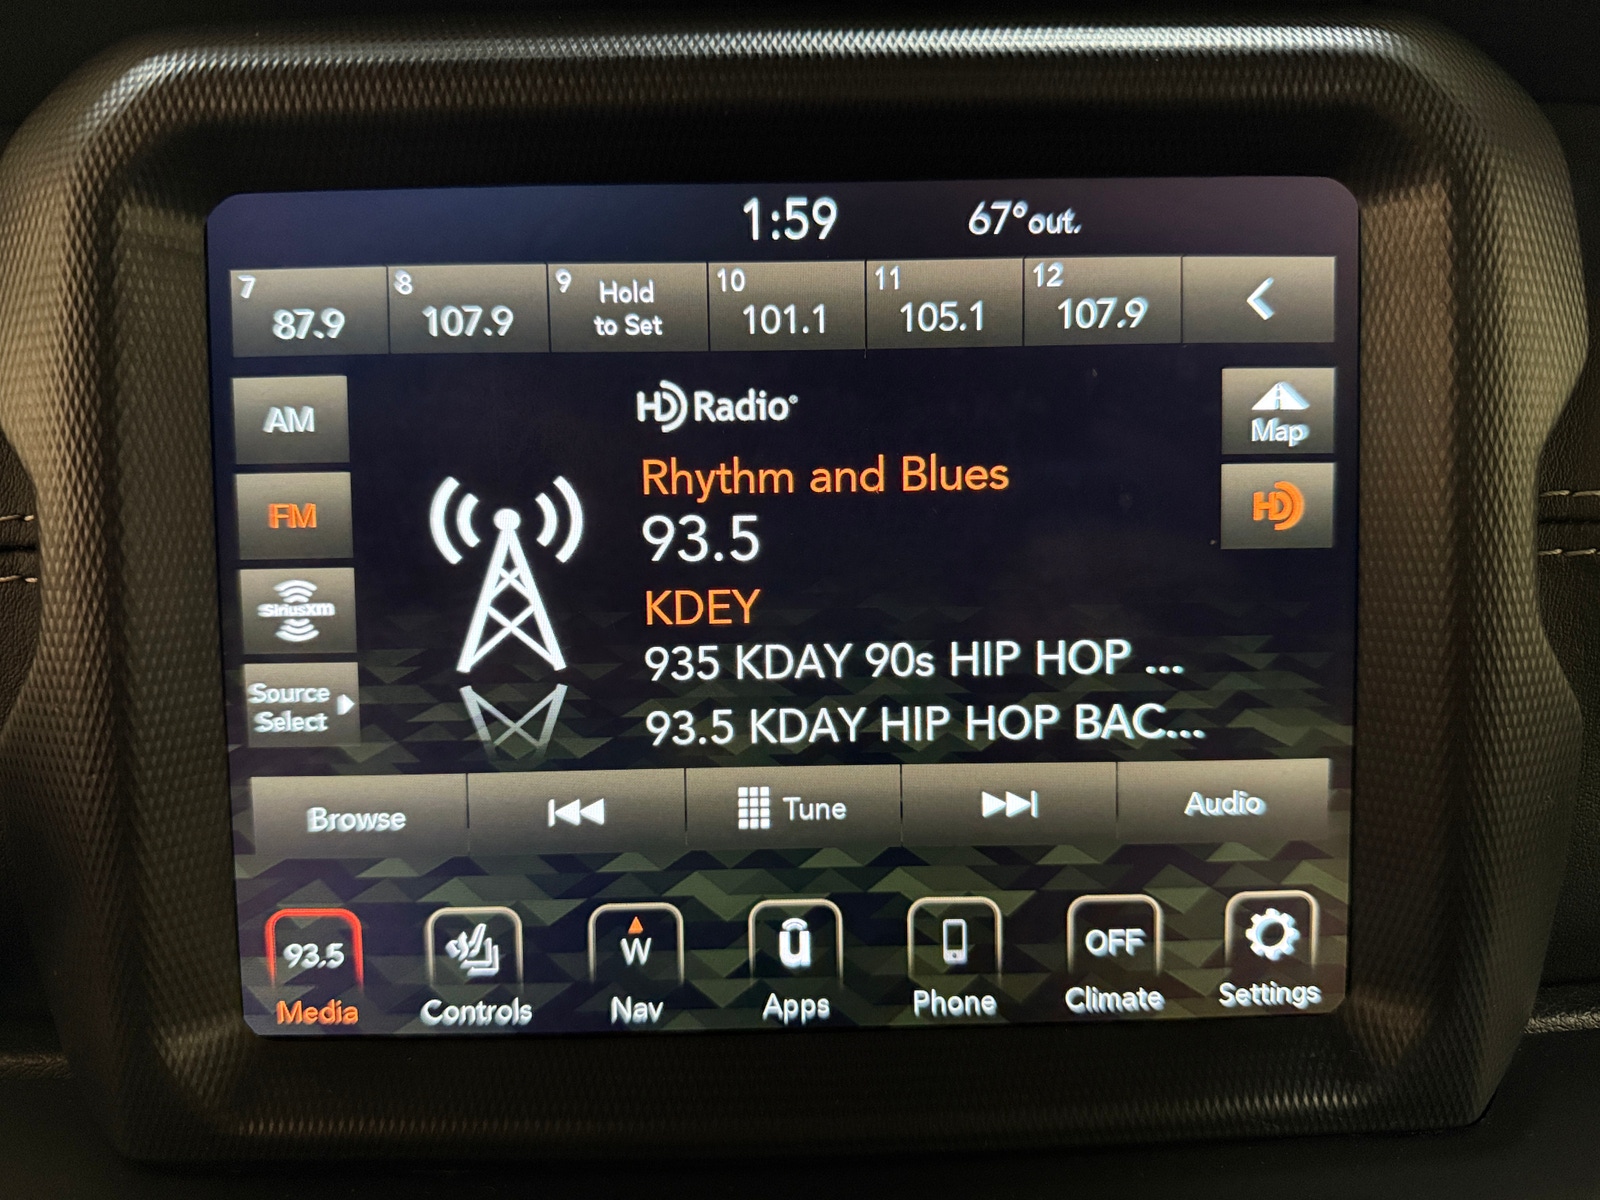 1:59 67°out.
7 87.9 8 107.9 9 Hold to Set 10 101.1 11 105.1 12 107.9
AM
FM
SiriusXM
Source
Select
HD Radio®
Rhythm and Blues
93.5
KDEY
935 KDAY 90s HIP HOP ...
93.5 KDAY HIP HOP BAC...
Map
HD
Browse Tune Audio
93.5 W OFF
Media Controls Nav Apps Phone Climate Settings